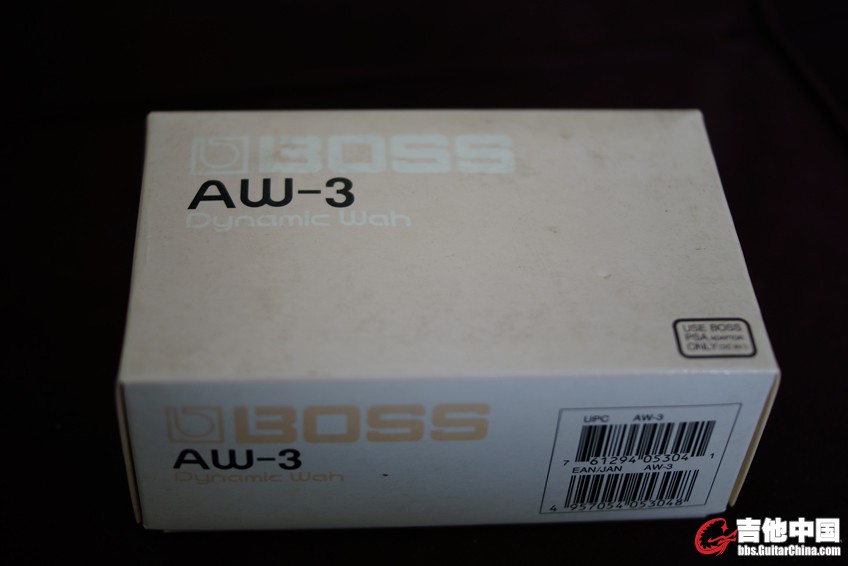 BOSS
AW-3
Dynamic Wah
USE BOSS
PSA ADAPTOR
ONLY
BOSS
AW-3
Dynamic Wah
UPC AW-3
7 61294 05304 1
EAN/JAN AW-3
4 957054 053048
吉他中国
bbs.GuitarChina.com